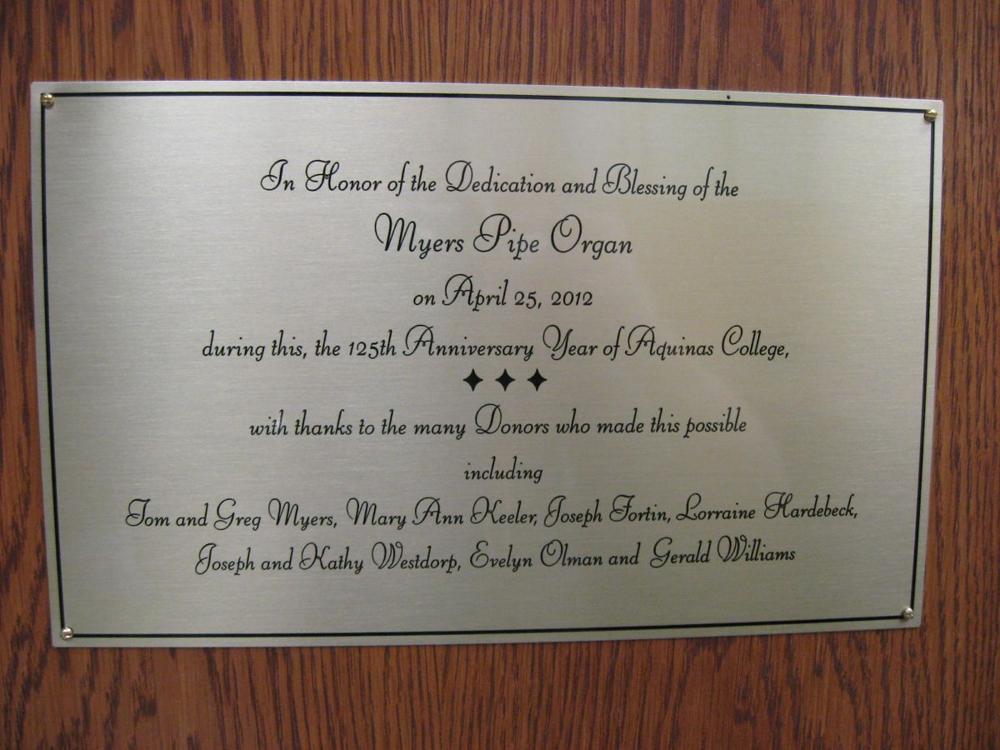 In Honor of the Dedication and Blessing of the
Myers Pipe Organ
on April 25, 2012
during this, the 125th Anniversary Year of Aquinas College,
with thanks to the many Donors who made this possible
including
Tom and Greg Myers, Mary Ann Keeler, Joseph Fortin, Lorraine Hardebeck,
Joseph and Kathy Westdorp, Evelyn Olman and Gerald Williams